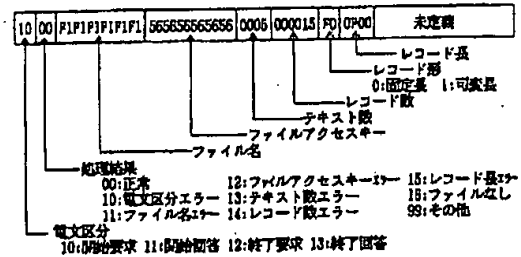 10 00 F1F1F1F1F1F1 565656565656 0005 000015 F0 0F00 未定義
レコード長
レコード形
0:固定長 1:可変長
レコード数
テキスト数
ファイルアクセスキー
ファイル名
処理結果
00:正常 12:ファイルアクセスキーエラー 15:レコード長エラー
10:電文区分エラー 13:テキスト数エラー 16:ファイルなし
11:ファイル名エラー 14:レコード数エラー 99:その他
電文区分
10:開始要求 11:開始回答 12:終了要求 13:終了回答